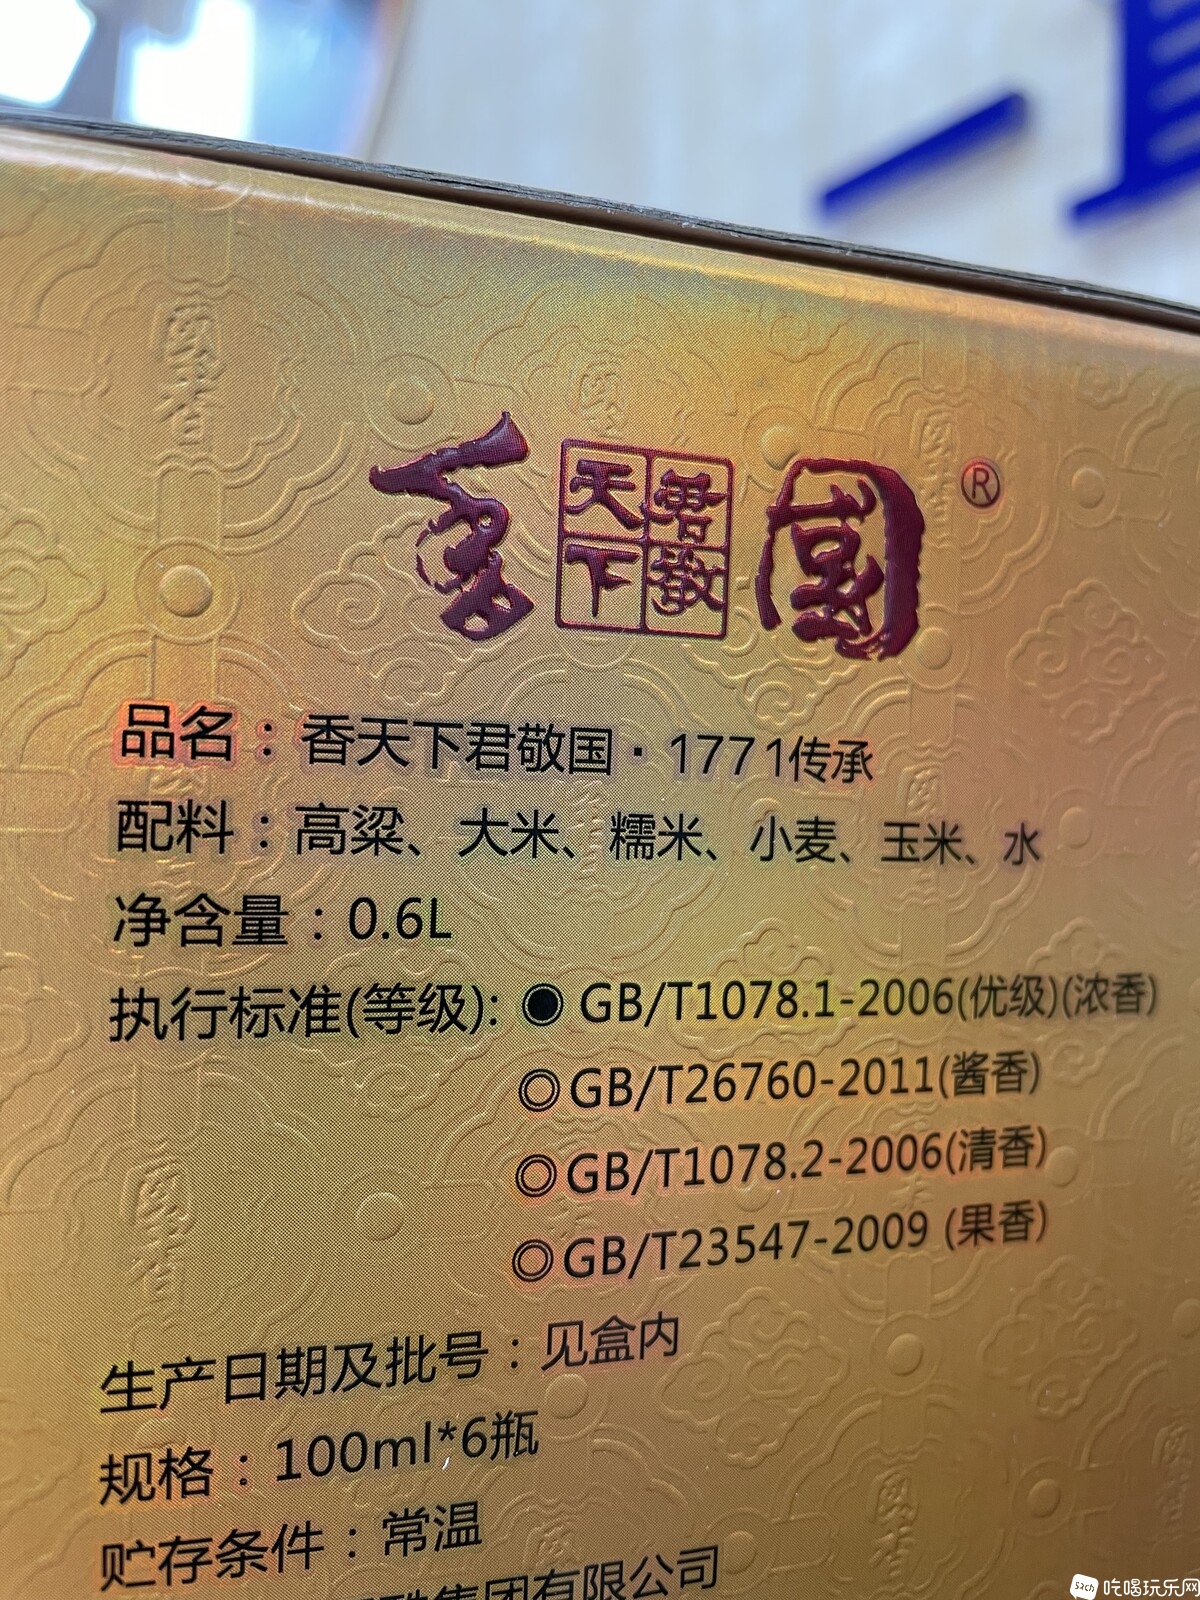 香 天下 君敬 国 ®
品名：香天下君敬国·1771传承
配料：高粱、大米、糯米、小麦、玉米、水
净含量：0.6L
执行标准(等级):●GB/T1078.1-2006(优级)(浓香)
◎GB/T26760-2011(酱香)
◎GB/T1078.2-2006(清香)
◎GB/T23547-2009 (果香)
生产日期及批号：见盒内
规格：100ml*6瓶
贮存条件：常温
集团有限公司
吃喝玩乐网